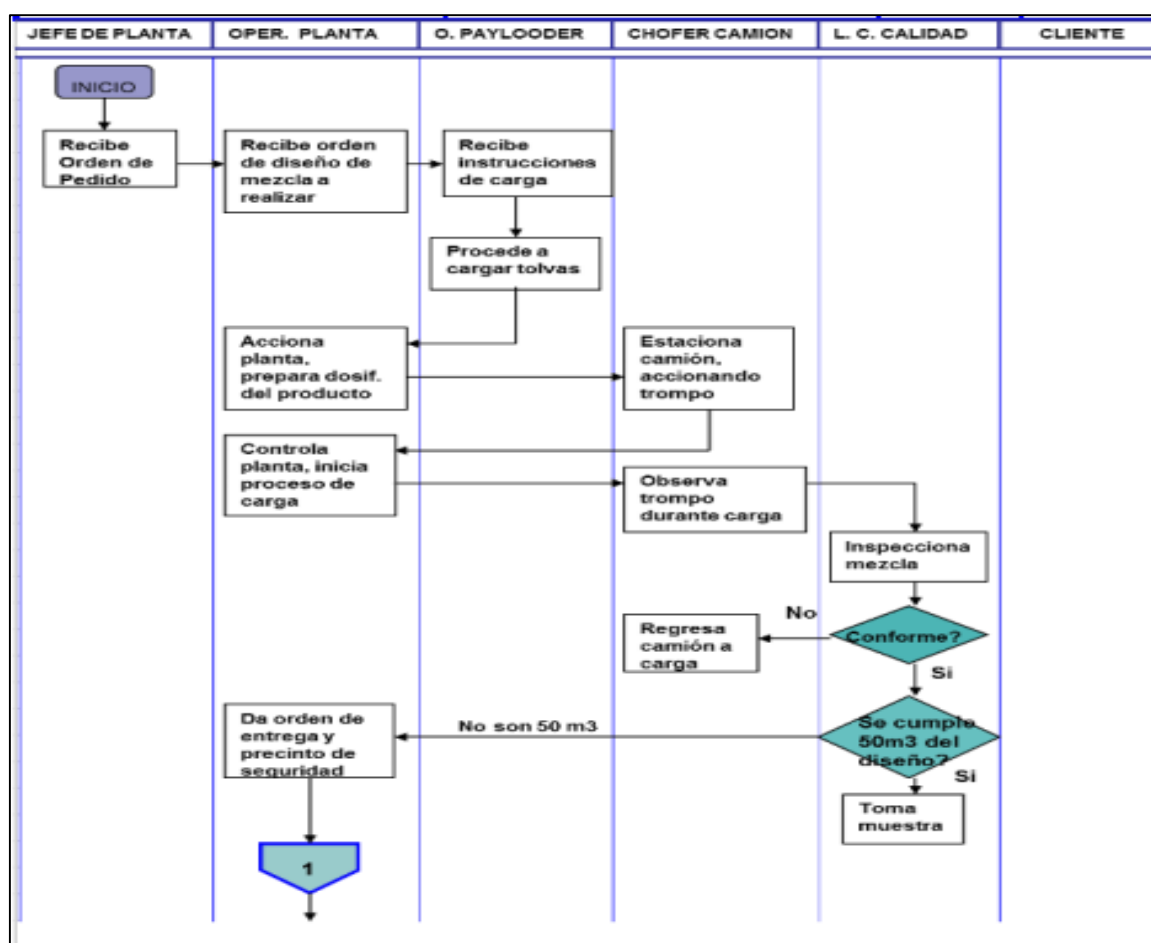 JEFE DE PLANTA
OPER. PLANTA
O. PAYLOODER
CHOFER CAMION
L. C. CALIDAD
CLIENTE
INICIO
Recibe
Orden de
Pedido
Recibe orden
de diseño de
mezcla a
realizar
Recibe
instrucciones
de carga
Procede a
cargar tolvas
Acciona
planta,
prepara dosif.
del producto
Estaciona
camión,
accionando
trompo
Controla
planta, inicia
proceso de
carga
Observa
trompo
durante carga
Inspecciona
mezcla
Conforme?
No
Regresa
camión a
carga
Si
Se cumple
50m3 del
diseño?
No son 50 m3
Da orden de
entrega y
precinto de
seguridad
Si
Toma
muestra
1